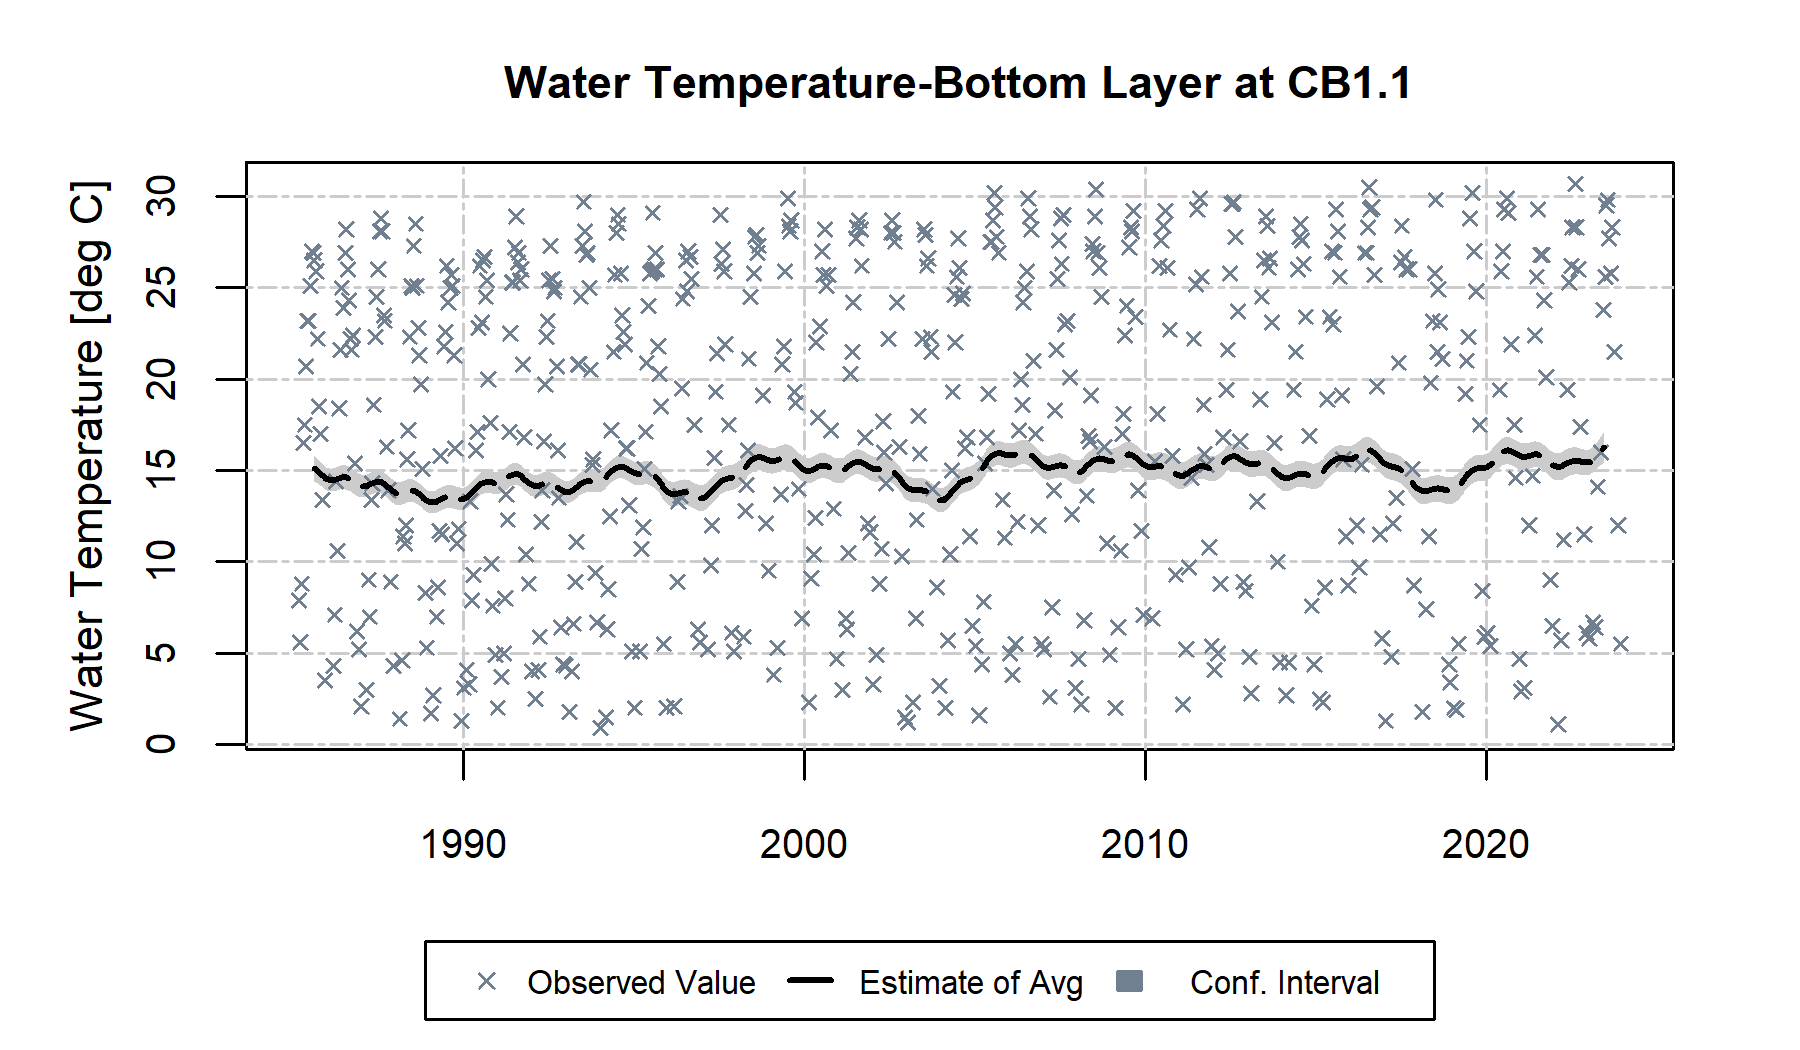 Water Temperature-Bottom Layer at CB1.1
Water Temperature [deg C]
30
25
20
15
10
5
0
1990 2000 2010 2020
Observed Value Estimate of Avg Conf. Interval